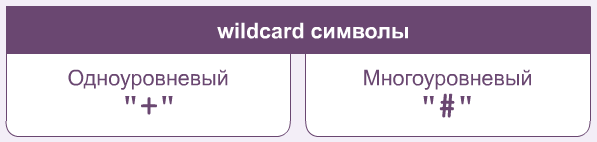 wildcard символы
Одноуровневый
"+"
Многоуровневый
"#"